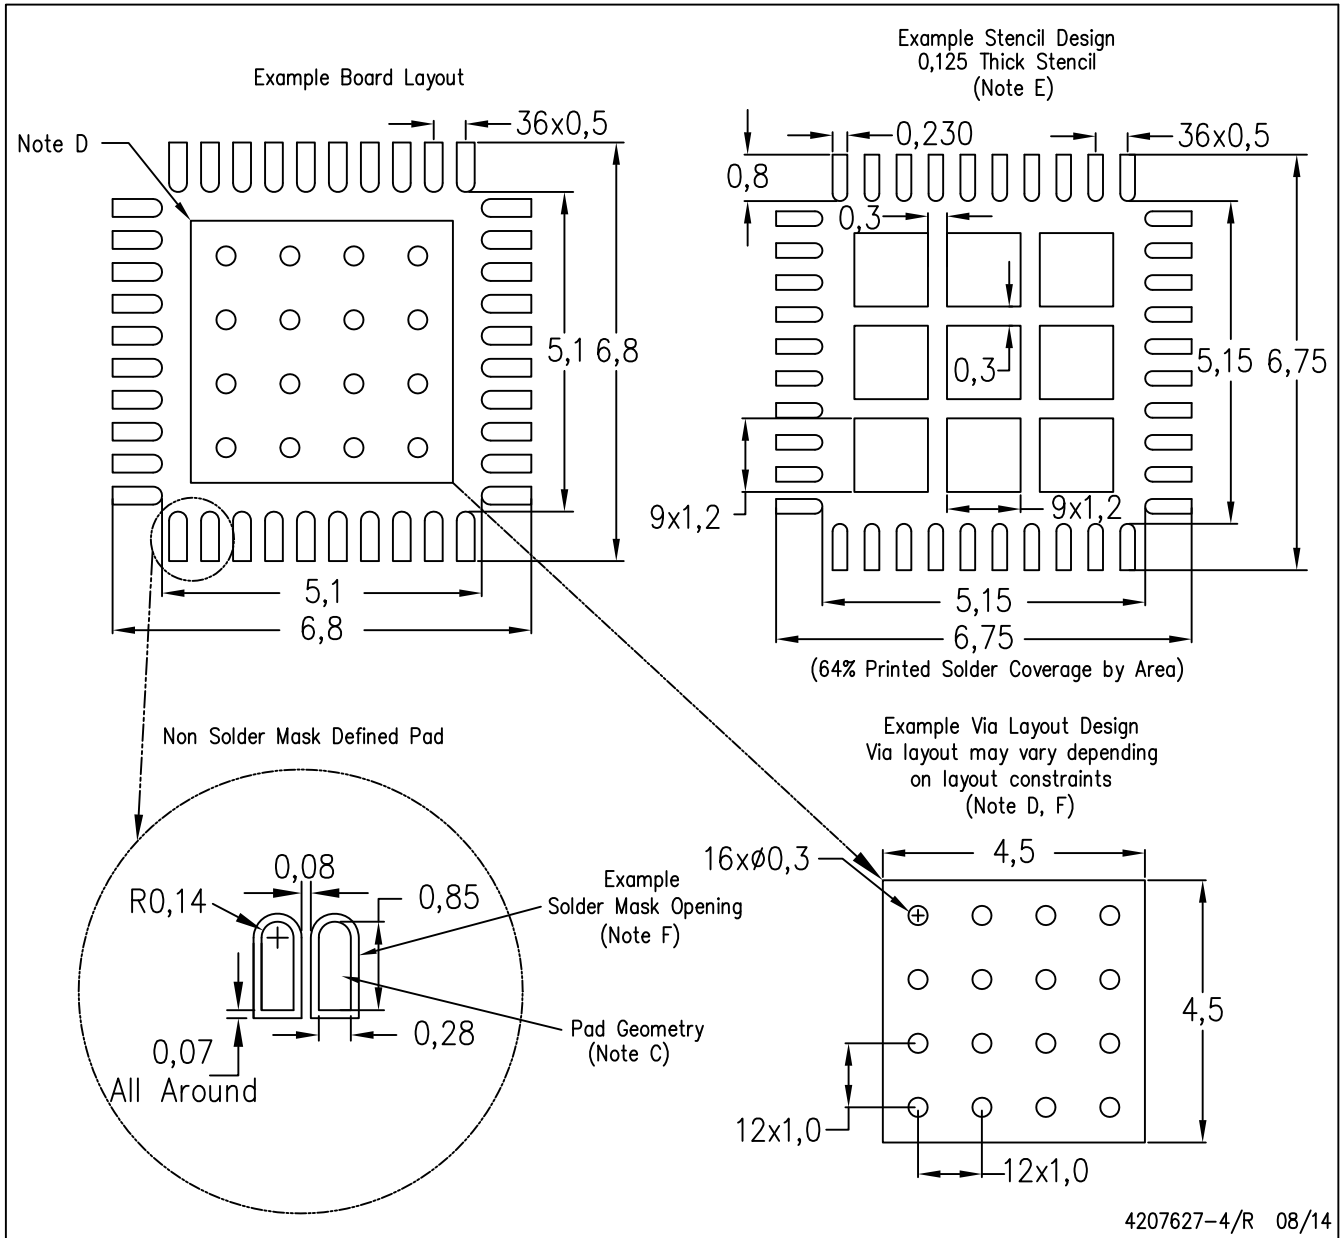 Example Board Layout
Note D
36x0,5
5,1
6,8
5,1
6,8
Example Stencil Design
0,125 Thick Stencil
(Note E)
0,230
36x0,5
0,8
0,3
0,3
5,15
6,75
9x1,2
9x1,2
5,15
6,75
(64% Printed Solder Coverage by Area)
Non Solder Mask Defined Pad
0,08
R0,14
0,85
Example
Solder Mask Opening
(Note F)
0,07
All Around
0,28
Pad Geometry
(Note C)
Example Via Layout Design
Via layout may vary depending
on layout constraints
(Note D, F)
16xø0,3
4,5
4,5
12x1,0
12x1,0
4207627-4/R 08/14